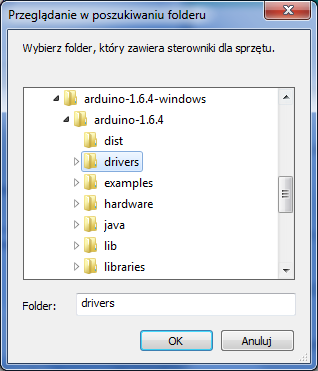 Przeglądanie w poszukiwaniu folderu
Wybierz folder, który zawiera sterowniki dla sprzętu.
arduino-1.6.4-windows
arduino-1.6.4
dist
drivers
examples
hardware
java
lib
libraries
Folder: drivers
OK Anuluj